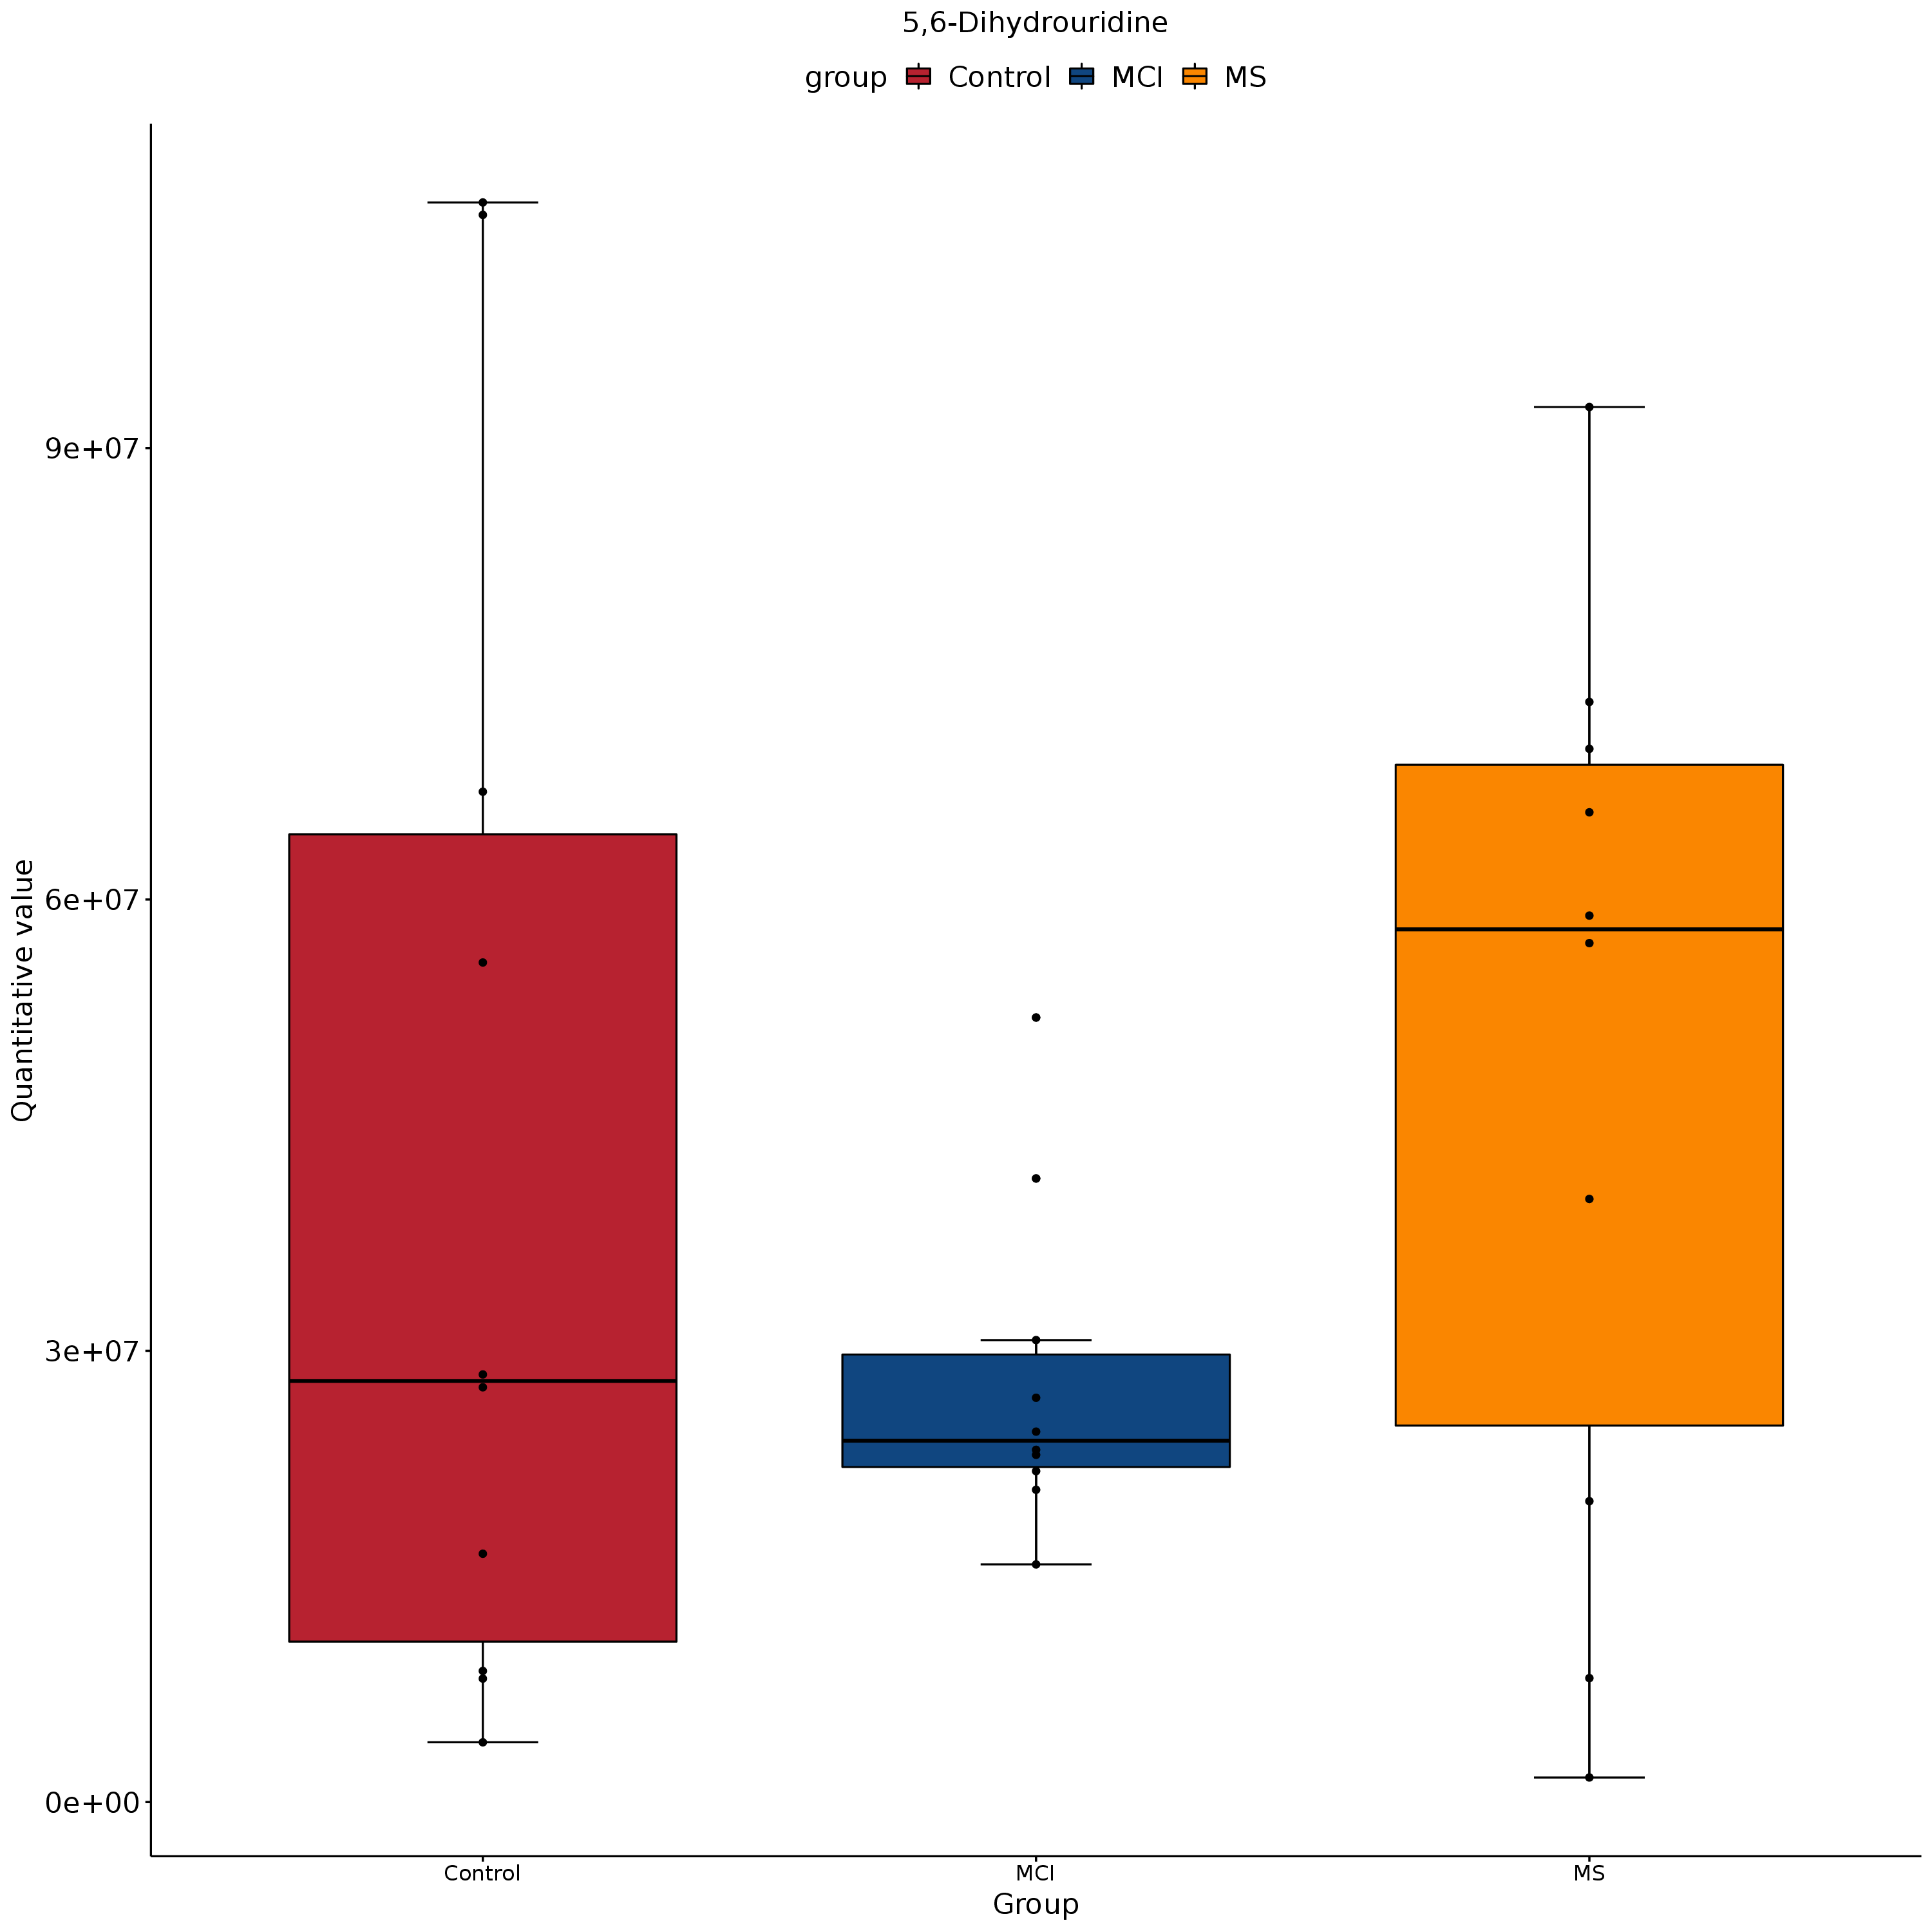 5,6-Dihydrouridine
group Control MCI MS
Quantitative value
9e+07
6e+07
3e+07
0e+00
Control MCI MS
Group